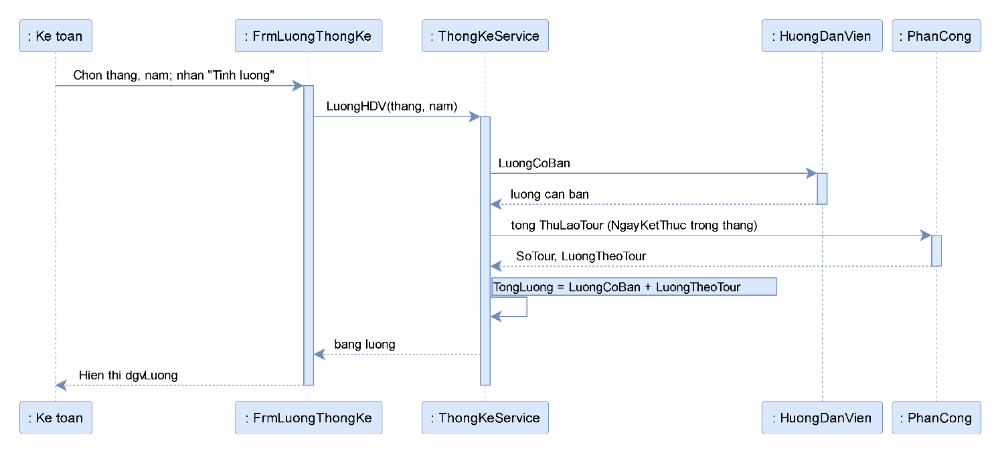 : Ke toan
: FrmLuongThongKe
: ThongKeService
: HuongDanVien
: PhanCong
Chon thang, nam; nhan "Tinh luong"
LuongHDV(thang, nam)
LuongCoBan
luong can ban
tong ThuLaoTour (NgayKetThuc trong thang)
SoTour, LuongTheoTour
TongLuong = LuongCoBan + LuongTheoTour
bang luong
Hien thi dgvLuong
: Ke toan
: FrmLuongThongKe
: ThongKeService
: HuongDanVien
: PhanCong